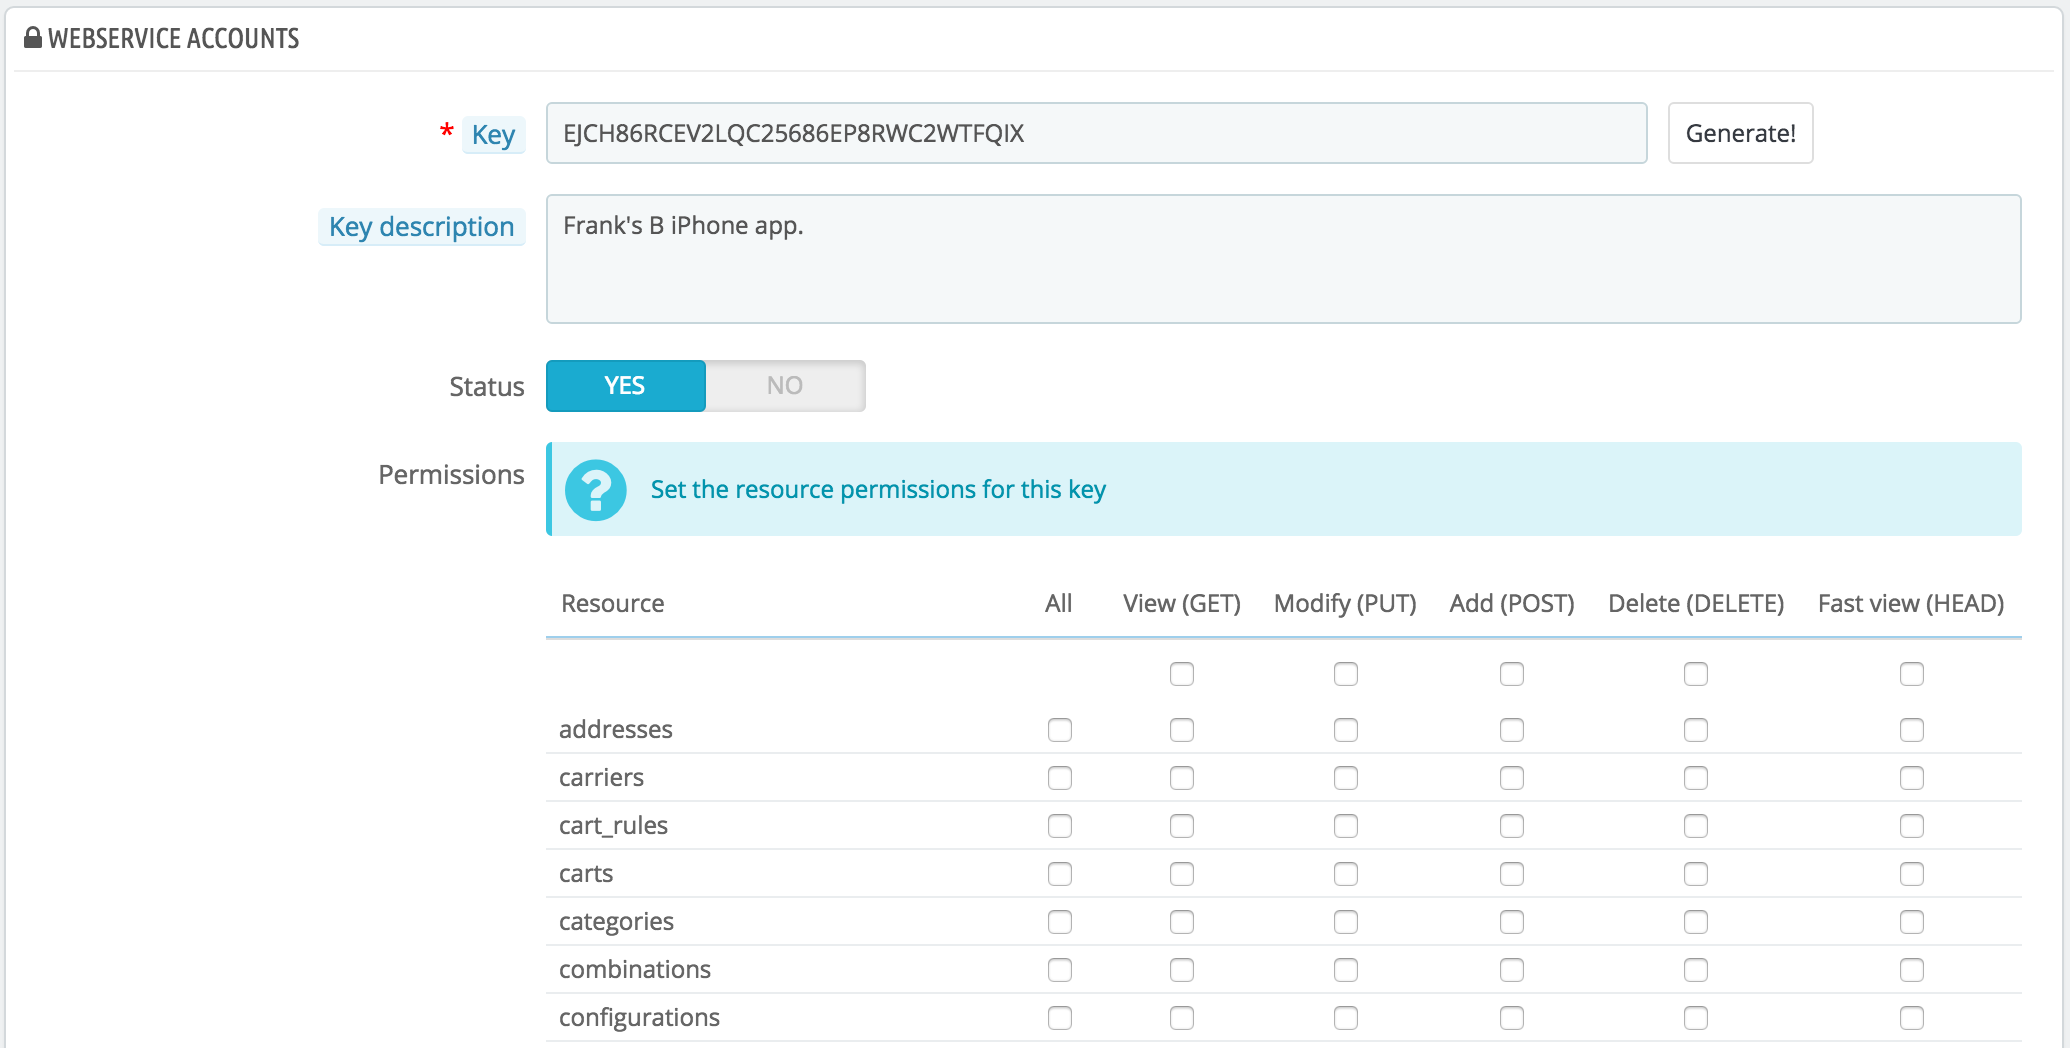 WEBSERVICE ACCOUNTS
* Key EJCH86RCEV2LQC25686EP8RWC2WTFQIX Generate!
Key description Frank's B iPhone app.
Status YES NO
Permissions ? Set the resource permissions for this key
Resource All View (GET) Modify (PUT) Add (POST) Delete (DELETE) Fast view (HEAD)
addresses
carriers
cart_rules
carts
categories
combinations
configurations